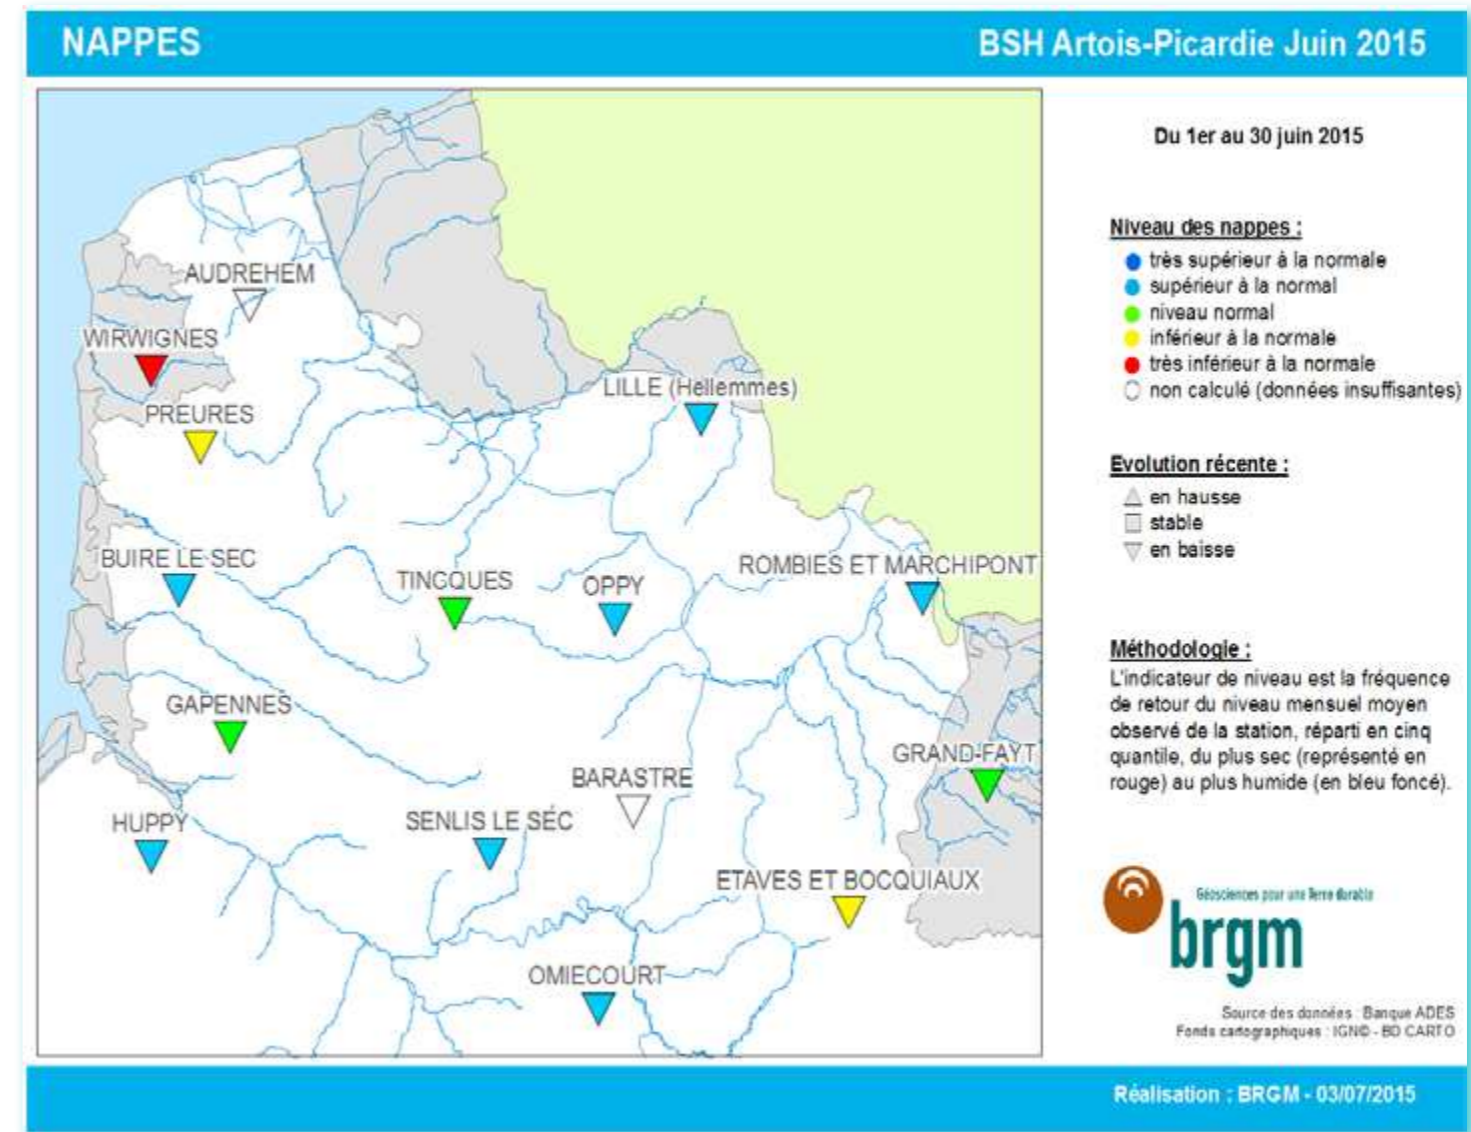 NAPPES
BSH Artois-Picardie Juin 2015
Du 1er au 30 juin 2015
Niveau des nappes :
très supérieur à la normale
supérieur à la normal
niveau normal
inférieur à la normale
très inférieur à la normale
non calculé (données insuffisantes)
Evolution récente :
en hausse
stable
en baisse
Méthodologie :
L'indicateur de niveau est la fréquence
de retour du niveau mensuel moyen
observé de la station, réparti en cinq
quantile, du plus sec (représenté en
rouge) au plus humide (en bleu foncé).
AUDREHEM
WIRWIGNES
PREURES
LILLE (Hellemmes)
BUIRE LE SEC
TINCQUES
OPPY
ROMBIES ET MARCHIPONT
GAPENNES
GRAND-FAYT
BARASTRE
HUPPY
SENLIS LE SÉC
ETAVES ET BOCQUIAUX
OMIECOURT
Géosciences pour une Terre durable
brgm
Source des données : Banque ADES
Fonds cartographiques : IGN© - BD CARTO
Réalisation : BRGM - 03/07/2015